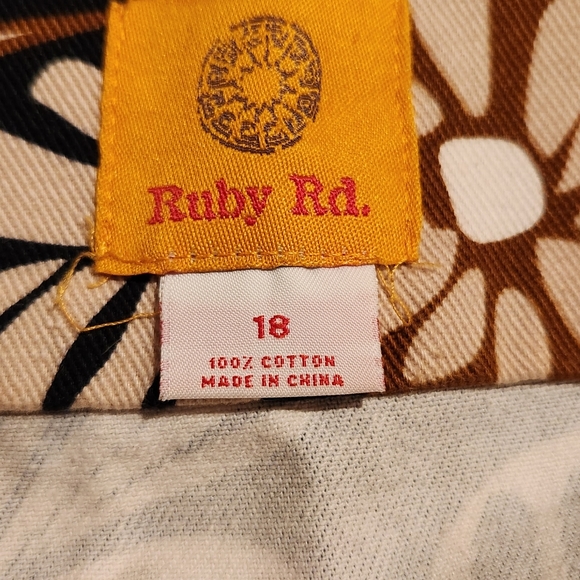 Ruby Rd.
18
100% COTTON
MADE IN CHINA